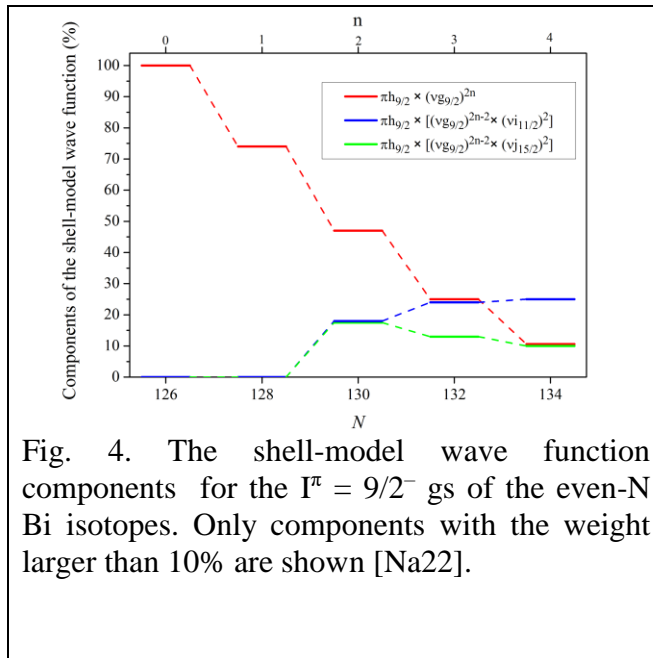 n
0 1 2 3 4
100
90
80
70
60
50
40
30
20
10
0
Components of the shell-model wave function (%)
πh9/2 × (νg9/2)2n
πh9/2 × [(νg9/2)2n-2 × (νi11/2)2]
πh9/2 × [(νg9/2)2n-2 × (νj15/2)2]
126 128 130 132 134
N
Fig. 4. The shell-model wave function
components for the Iπ = 9/2– gs of the even-N
Bi isotopes. Only components with the weight
larger than 10% are shown [Na22].